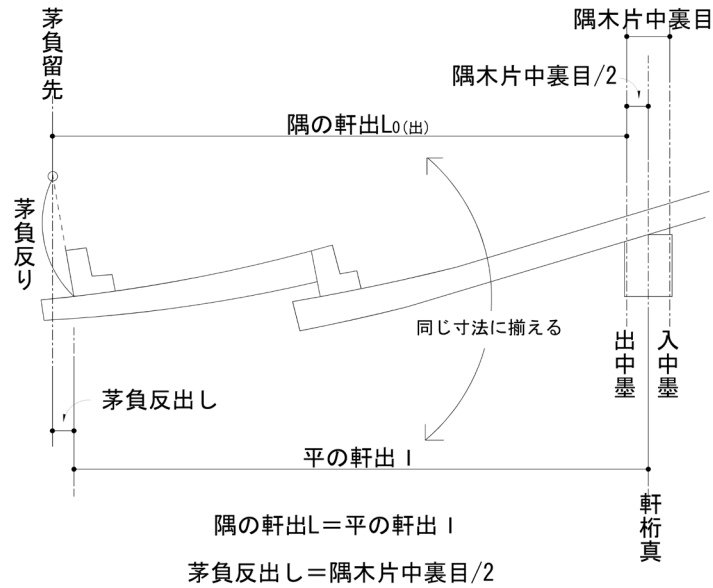 茅負留先
隅木片中裏目
隅木片中裏目/2
隅の軒出L0(出)
茅負反り
同じ寸法に揃える
出中墨
入中墨
茅負反出し
平の軒出 l
軒桁真
隅の軒出L＝平の軒出 l
茅負反出し＝隅木片中裏目/2